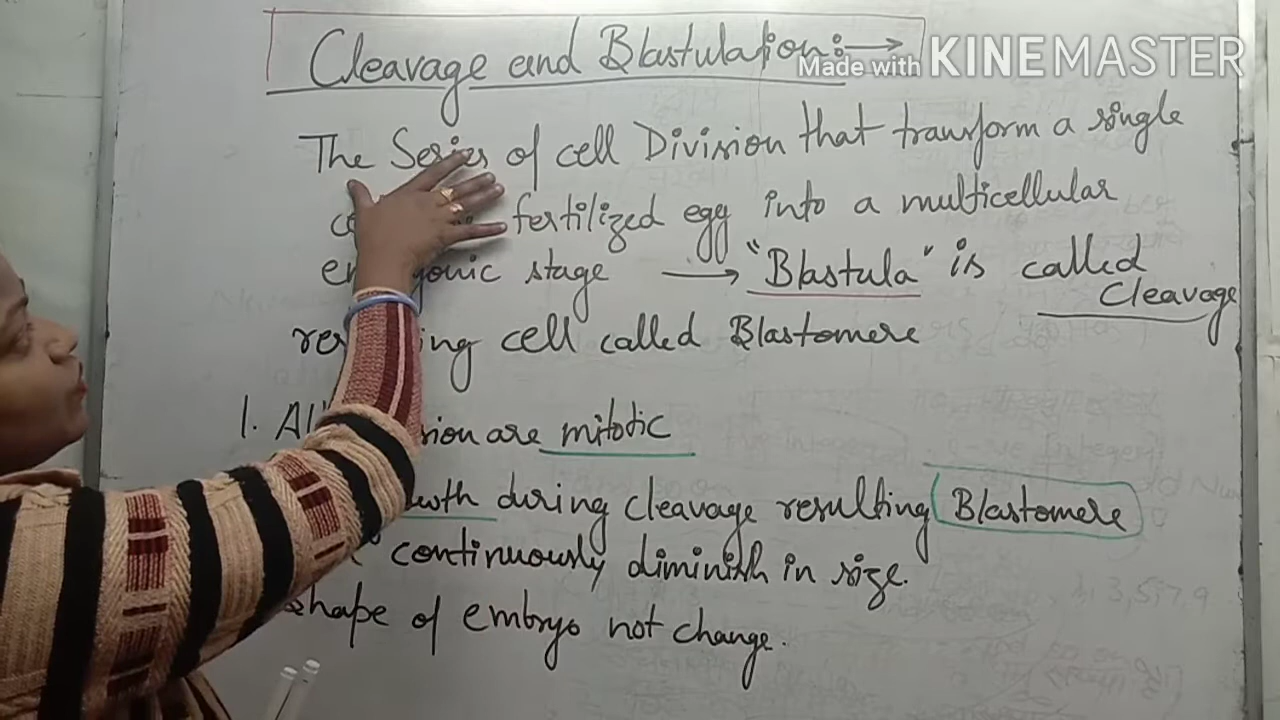 Cleavage and Blastulation :→
Made with KINEMASTER
The Series of cell Division that transform a single
fertilized egg into a multicellular
stage → "Blastula" is called
Cleavage
cell called Blastomere
1. are mitotic
during cleavage resulting Blastomere
continuously diminish in size.
shape of embryo not change.